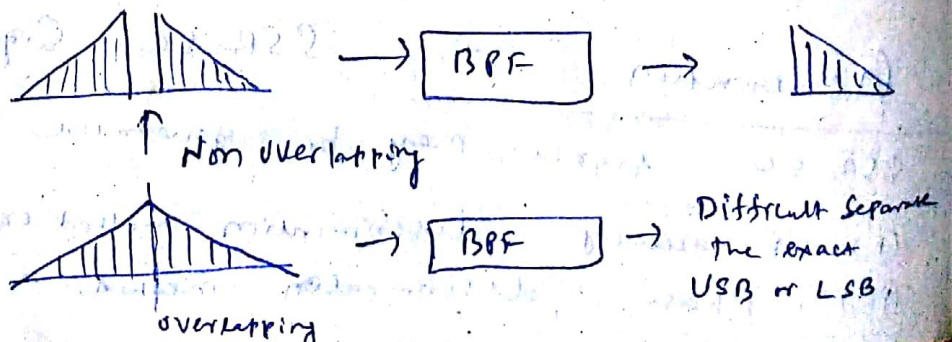 BPF
Non overlapping
BPF
Difficult Separate
the exact
USB or LSB.
overlapping